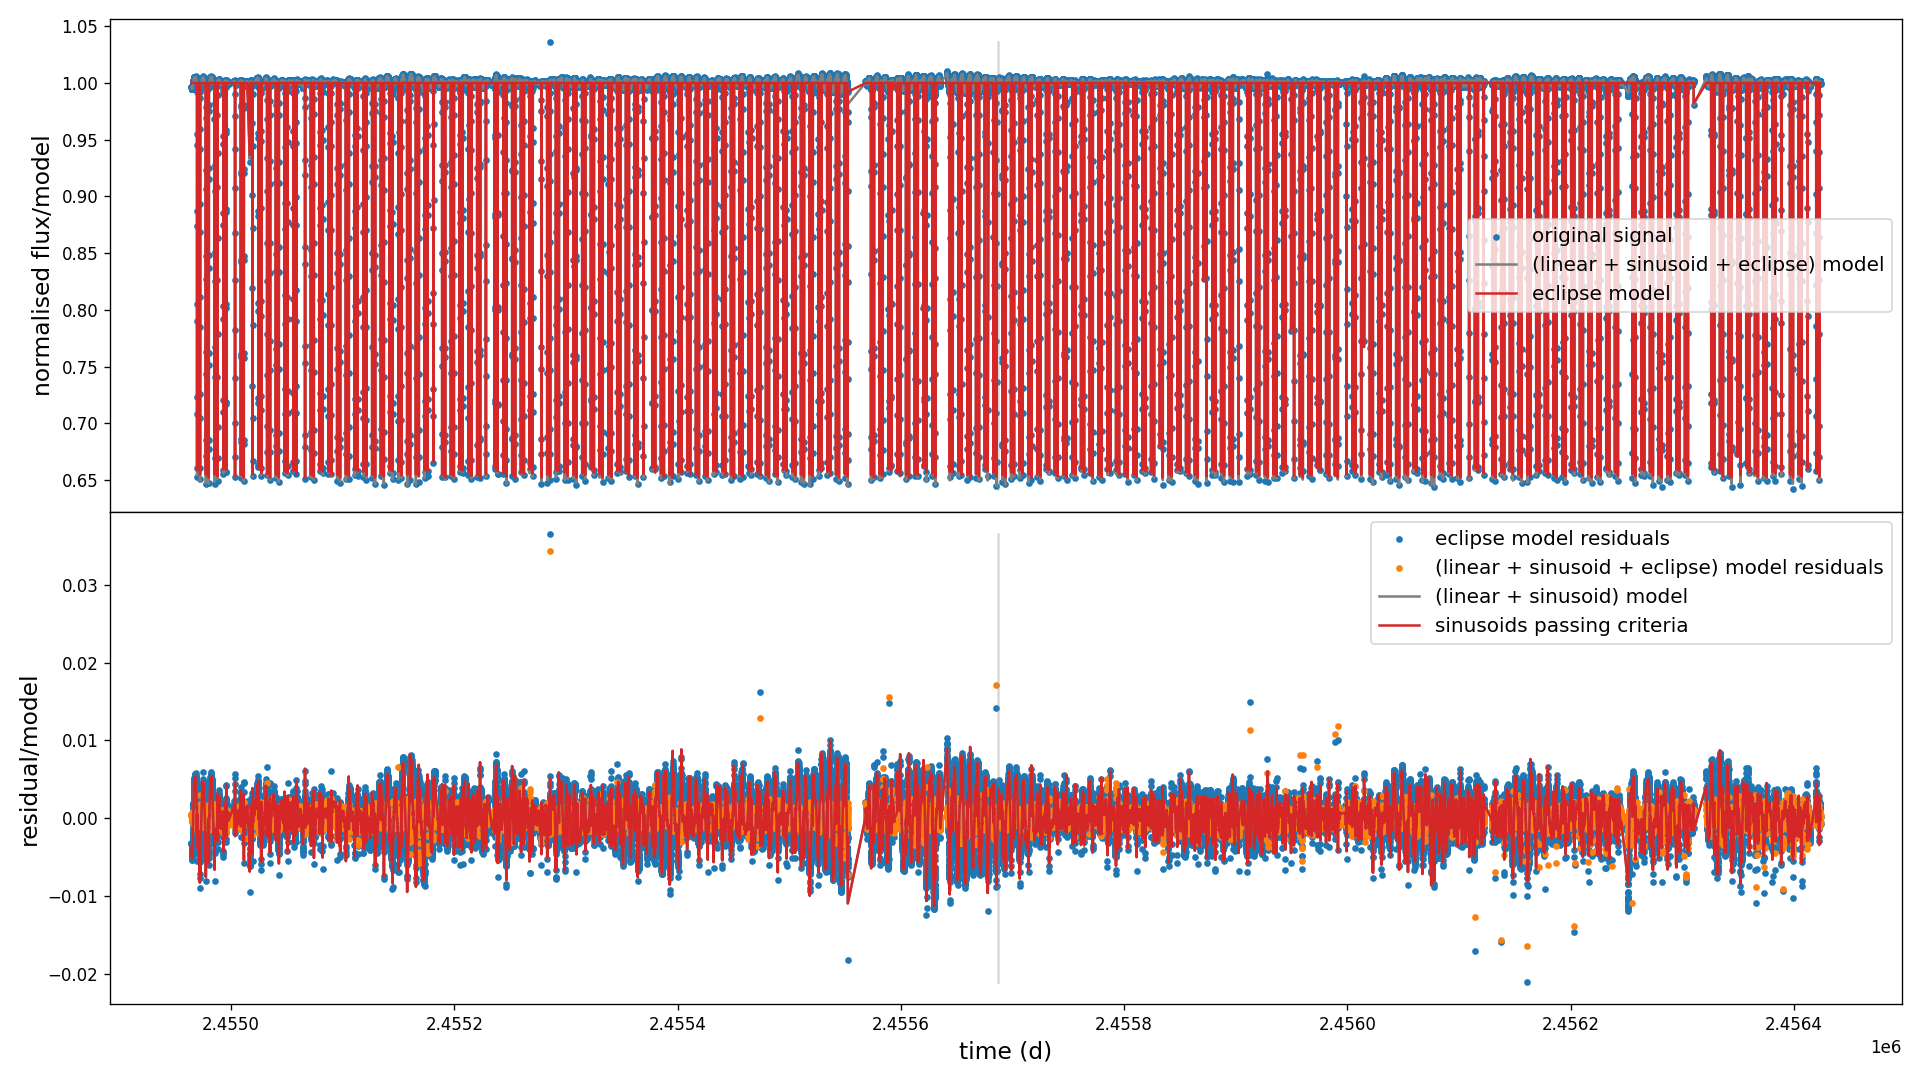 1.05
1.00
0.95
0.90
0.85
0.80
0.75
0.70
0.65
normalised flux/model
original signal
(linear + sinusoid + eclipse) model
eclipse model
0.03
0.02
0.01
0.00
−0.01
−0.02
residual/model
eclipse model residuals
(linear + sinusoid + eclipse) model residuals
(linear + sinusoid) model
sinusoids passing criteria
2.4550 2.4552 2.4554 2.4556 2.4558 2.4560 2.4562 2.4564
1e6
time (d)